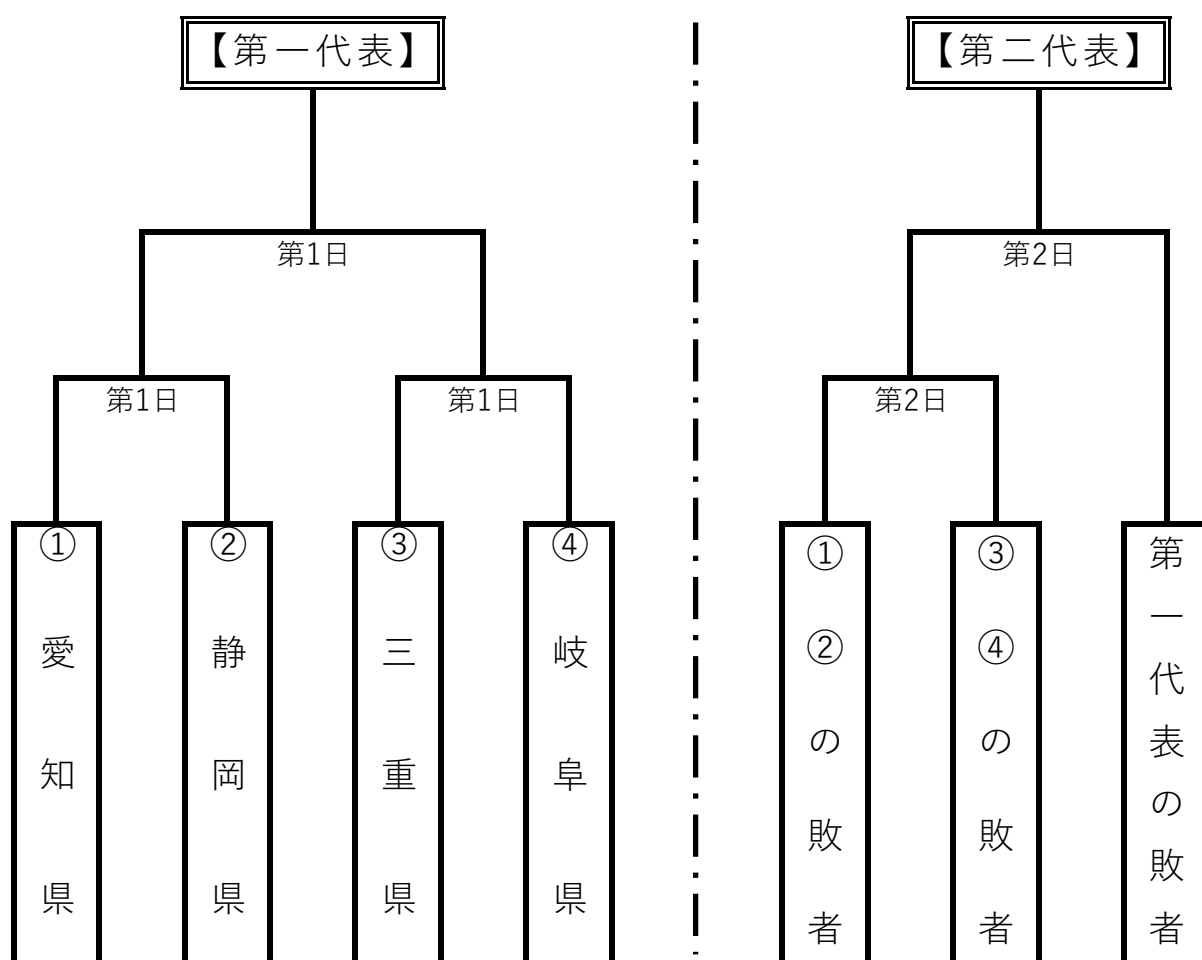 【第一代表】
【第二代表】
第1日
第2日
第1日
第1日
第2日
①愛知県
②静岡県
③三重県
④岐阜県
①②の敗者
③④の敗者
第一代表の敗者